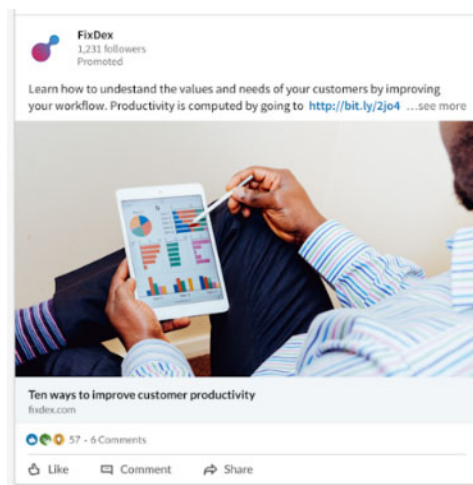 FixDex
1,231 followers
Promoted
Learn how to undestand the values and needs of your customers by improving
your workflow. Productivity is computed by going to http://bit.ly/2jo4 ...see more
Ten ways to improve customer productivity
fixdex.com
57 - 6 Comments
Like Comment Share